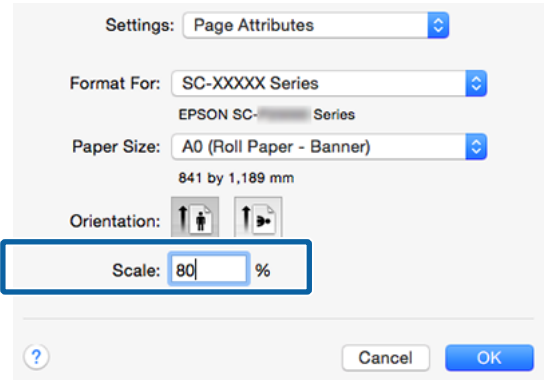 Settings: Page Attributes
Format For: SC-XXXXX Series
EPSON SC- Series
Paper Size: A0 (Roll Paper - Banner)
841 by 1,189 mm
Orientation:
Scale: 80 %
? Cancel OK